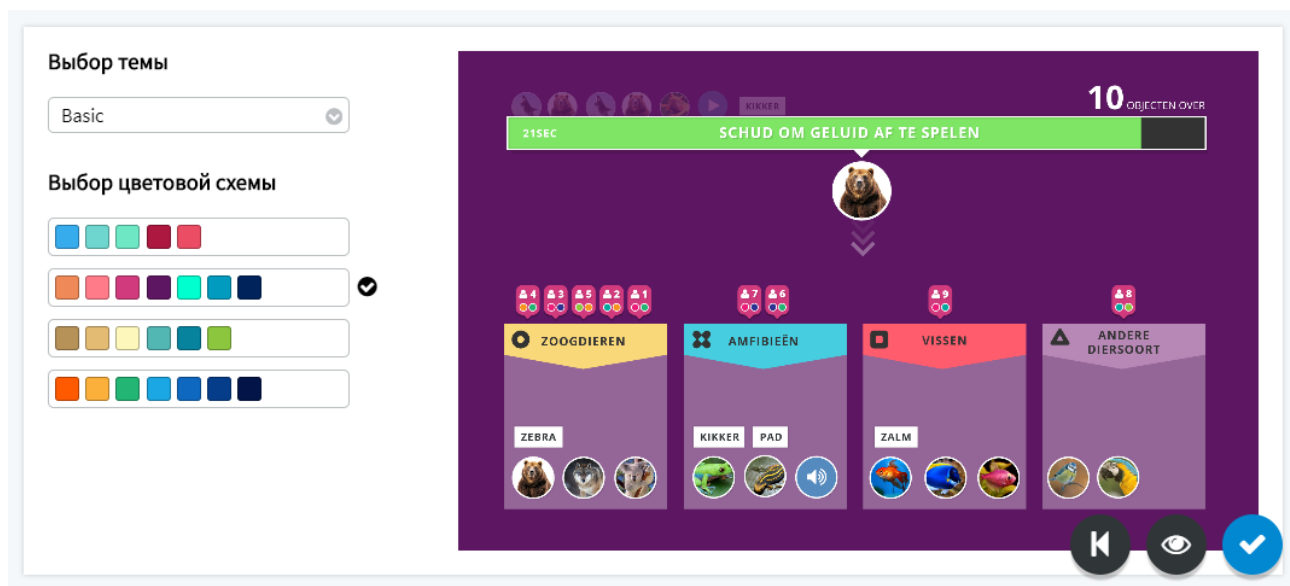 Выбор темы
Basic
Выбор цветовой схемы
KIKKER
10 OBJECTEN OVER
21SEC
SCHUD OM GELUID AF TE SPELEN
4 3 5 2 1
7 6
9
8
ZOOGDIEREN
AMFIBIEËN
VISSEN
ANDERE
DIERSOORT
ZEBRA
KIKKER
PAD
ZALM